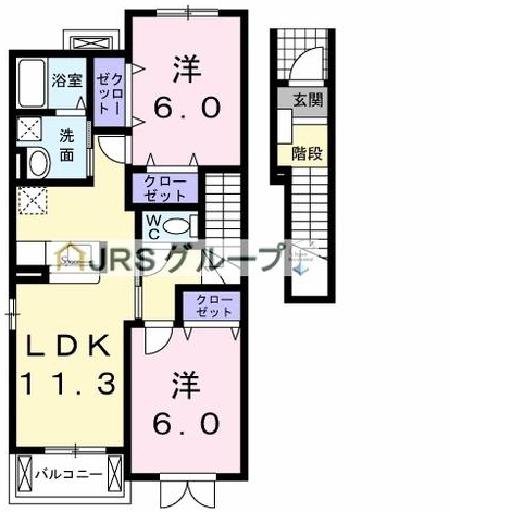 浴室
クロー
ゼット
洋
6.0
洗
面
クロー
ゼット
WC
JRSグループ
クロー
ゼット
LDK
11.3
洋
6.0
バルコニー
玄関
階段